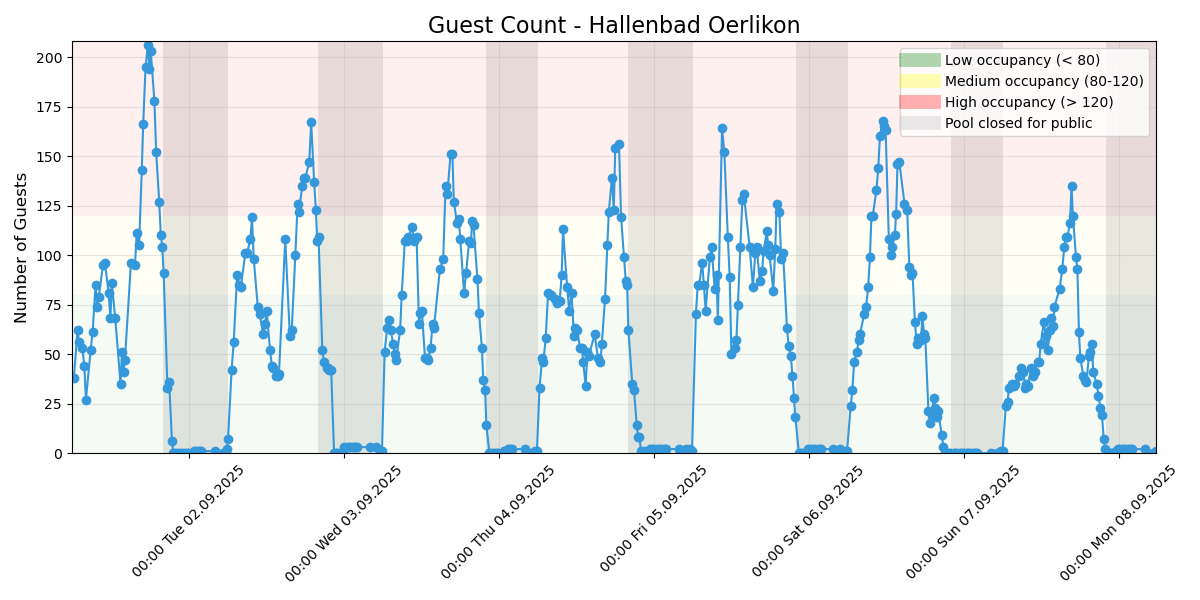 Guest Count - Hallenbad Oerlikon
Number of Guests
200
175
150
125
100
75
50
25
0
Low occupancy (< 80)
Medium occupancy (80-120)
High occupancy (> 120)
Pool closed for public
00:00 Tue 02.09.2025
00:00 Wed 03.09.2025
00:00 Thu 04.09.2025
00:00 Fri 05.09.2025
00:00 Sat 06.09.2025
00:00 Sun 07.09.2025
00:00 Mon 08.09.2025